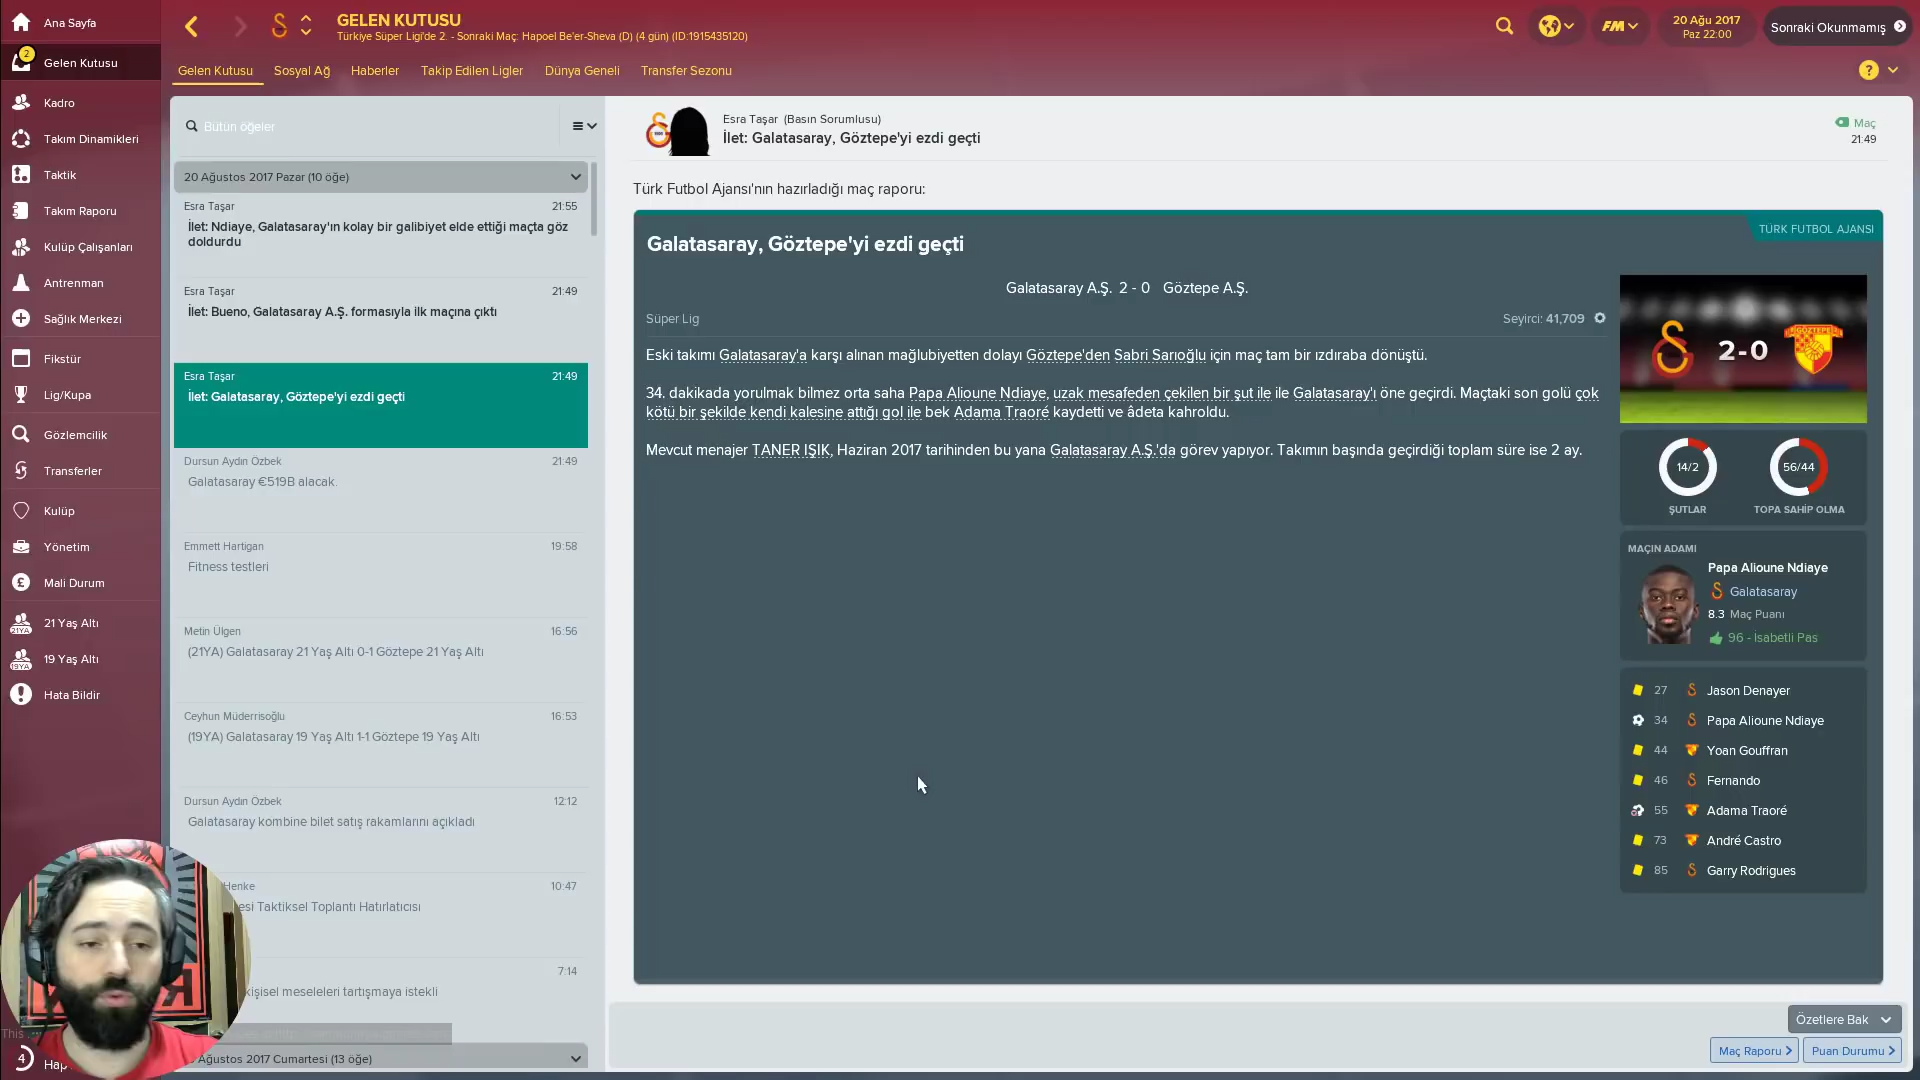 Ana Sayfa
2
Gelen Kutusu
Kadro
Takım Dinamikleri
Taktik
Takım Raporu
Kulüp Çalışanları
Antrenman
Sağlık Merkezi
Fikstür
Lig/Kupa
Gözlemcilik
Transferler
Kulüp
Yönetim
Mali Durum
21YA
21 Yaş Altı
19YA
19 Yaş Altı
Hata Bildir
This
4
GELEN KUTUSU
Türkiye Süper Ligi'de 2. - Sonraki Maç: Hapoel Be'er-Sheva (D) (4 gün) (ID:1915435120)
FM
20 Ağu 2017
Paz 22:00
Sonraki Okunmamış
Gelen Kutusu Sosyal Ağ Haberler Takip Edilen Ligler Dünya Geneli Transfer Sezonu
?
Bütün öğeler
20 Ağustos 2017 Pazar (10 öğe)
Esra Taşar 21:55
İlet: Ndiaye, Galatasaray'ın kolay bir galibiyet elde ettiği maçta göz
doldurdu
Esra Taşar 21:49
İlet: Bueno, Galatasaray A.Ş. formasıyla ilk maçına çıktı
Esra Taşar 21:49
İlet: Galatasaray, Göztepe'yi ezdi geçti
Dursun Aydın Özbek 21:49
Galatasaray €519B alacak.
Emmett Hartigan 19:58
Fitness testleri
Metin Ülgen 16:56
(21YA) Galatasaray 21 Yaş Altı 0-1 Göztepe 21 Yaş Altı
Ceyhun Müderrisoğlu 16:53
(19YA) Galatasaray 19 Yaş Altı 1-1 Göztepe 19 Yaş Altı
Dursun Aydın Özbek 12:12
Galatasaray kombine bilet satış rakamlarını açıkladı
Henke 10:47
esi Taktiksel Toplantı Hatırlatıcısı
7:14
kişisel meseleleri tartışmaya istekli
Ağustos 2017 Cumartesi (13 öğe)
Esra Taşar (Basın Sorumlusu)
İlet: Galatasaray, Göztepe'yi ezdi geçti
Maç
21:49
Türk Futbol Ajansı'nın hazırladığı maç raporu:
TÜRK FUTBOL AJANSI
Galatasaray, Göztepe'yi ezdi geçti
Galatasaray A.Ş. 2 - 0 Göztepe A.Ş.
Süper Lig Seyirci: 41,709
Eski takımı Galatasaray'a karşı alınan mağlubiyetten dolayı Göztepe'den Sabri Sarıoğlu için maç tam bir ızdıraba dönüştü.
34. dakikada yorulmak bilmez orta saha Papa Alioune Ndiaye, uzak mesafeden çekilen bir şut ile ile Galatasaray'ı öne geçirdi. Maçtaki son golü çok
kötü bir şekilde kendi kalesine attığı gol ile bek Adama Traoré kaydetti ve âdeta kahroldu.
Mevcut menajer TANER IŞIK, Haziran 2017 tarihinden bu yana Galatasaray A.Ş.'da görev yapıyor. Takımın başında geçirdiği toplam süre ise 2 ay.
2-0
GÖZTEPE
14/2 56/44
ŞUTLAR TOPA SAHİP OLMA
MAÇIN ADAMI
Papa Alioune Ndiaye
Galatasaray
8.3 Maç Puanı
96 - Isabetli Pas
27 Jason Denayer
34 Papa Alioune Ndiaye
44 Yoan Gouffran
46 Fernando
55 Adama Traoré
73 André Castro
85 Garry Rodrigues
Özetlere Bak
Maç Raporu Puan Durumu